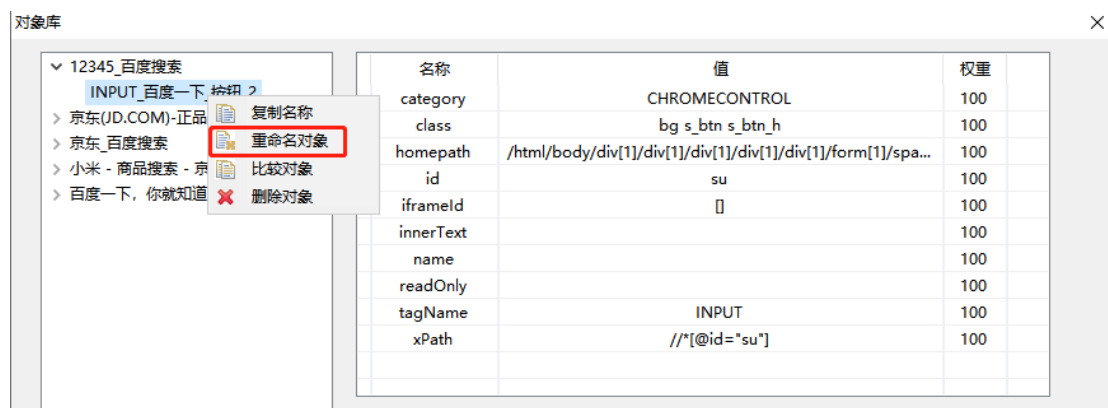 对象库
12345_百度搜索
INPUT_百度一下_按钮_2
京东(JD.COM)-正品
京东_百度搜索
小米 - 商品搜索 - 京
百度一下，你就知道
复制名称
重命名对象
比较对象
删除对象
名称 值 权重
category CHROMECONTROL 100
class bg s_btn s_btn_h 100
homepath /html/body/div[1]/div[1]/div[1]/div[1]/div[1]/form[1]/spa... 100
id su 100
iframeId [] 100
innerText 100
name 100
readOnly 100
tagName INPUT 100
xPath //*[@id="su"] 100